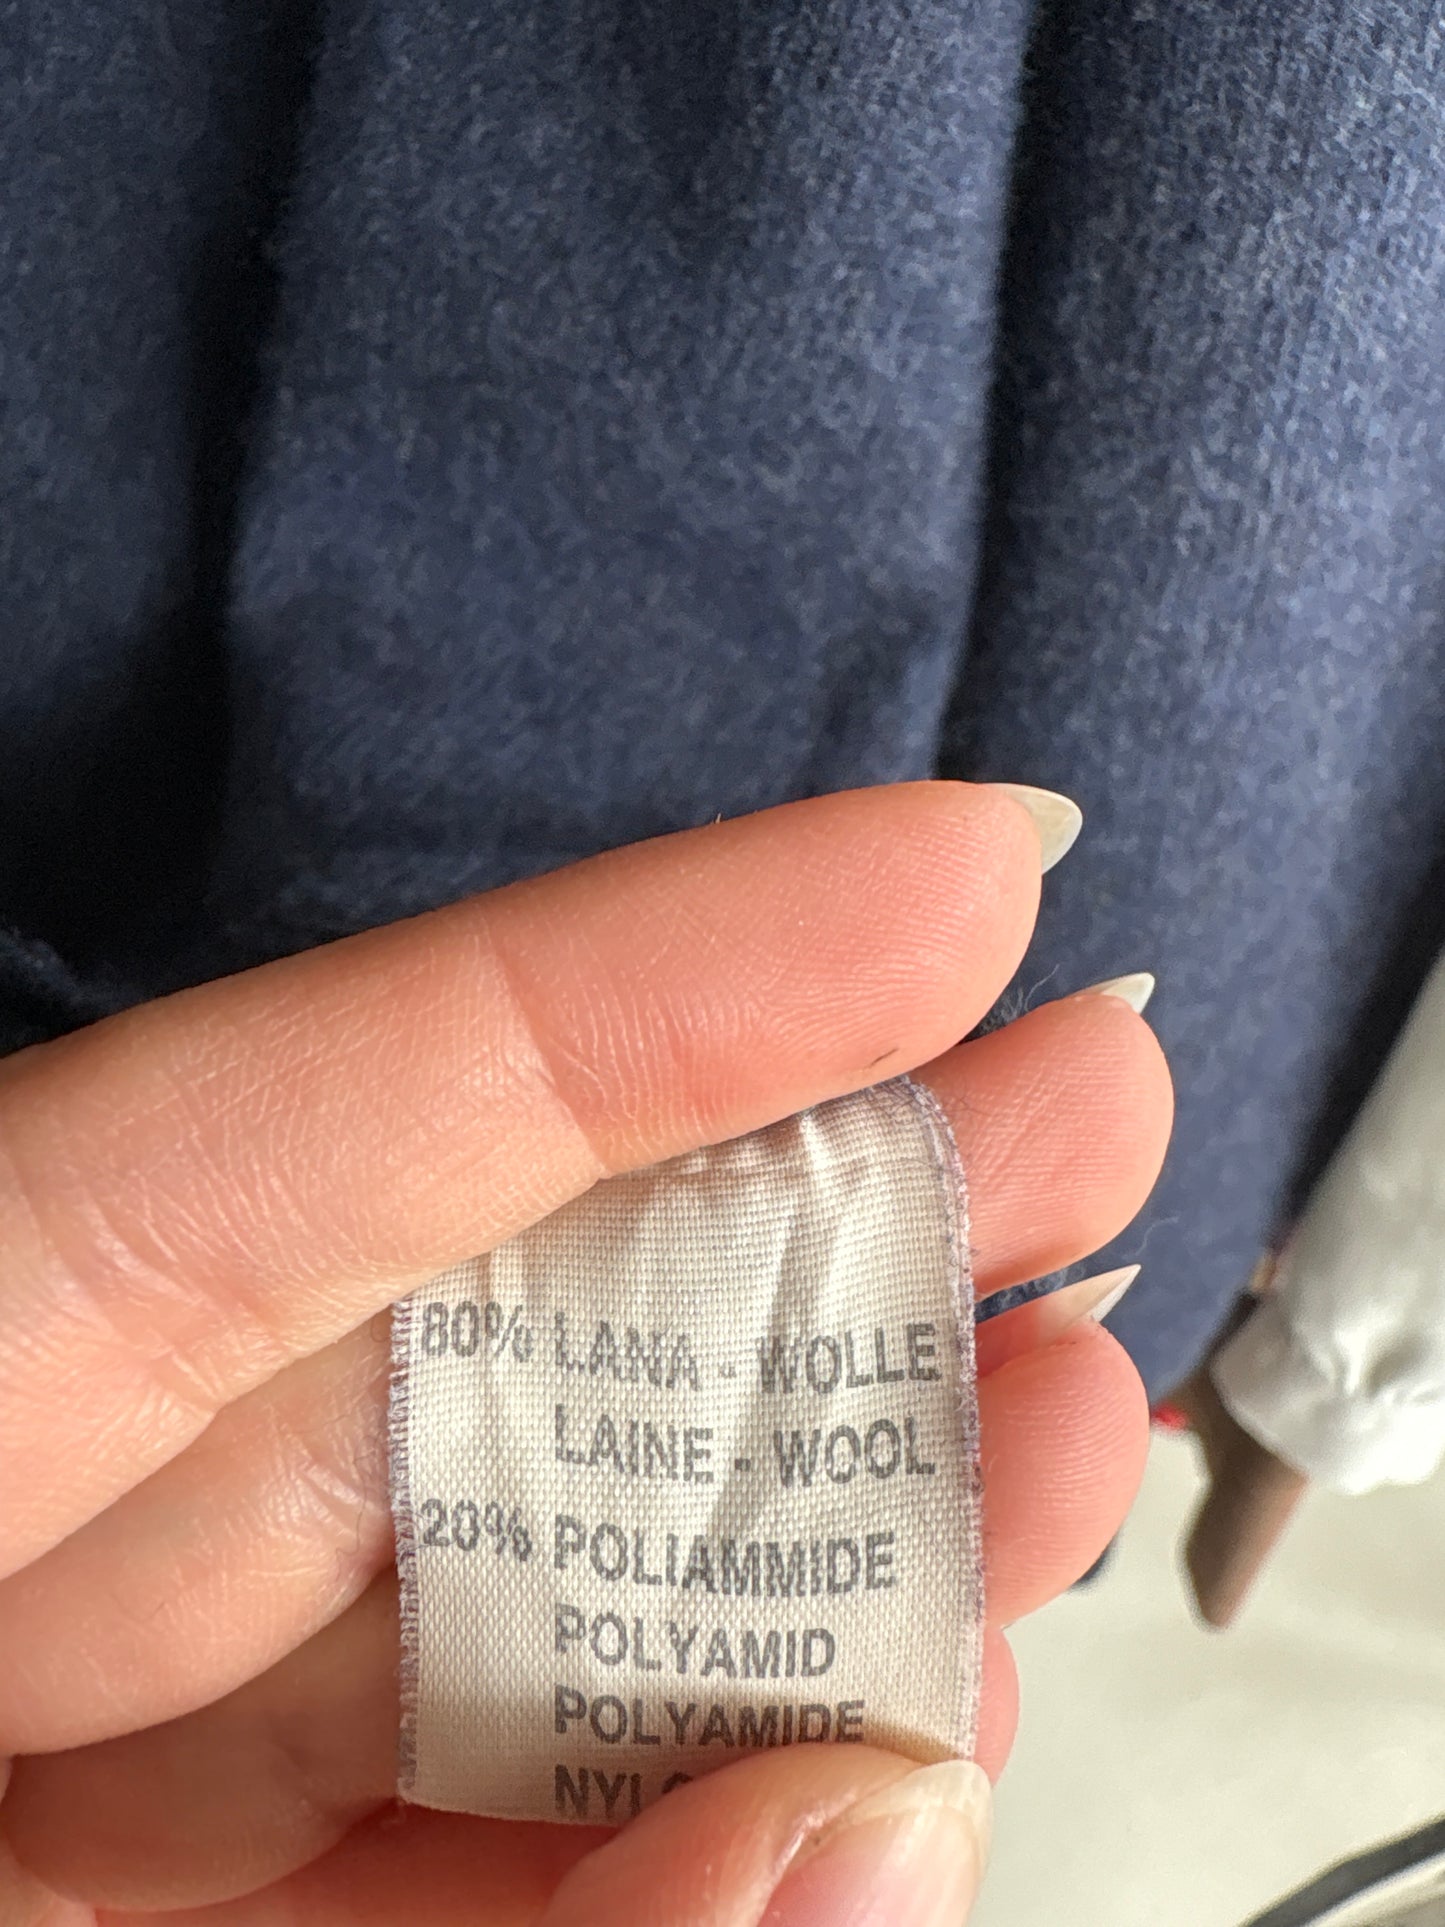 80% LANA - WOLLE
LAINE - WOOL
20% POLIAMMIDE
POLYAMID
POLYAMIDE